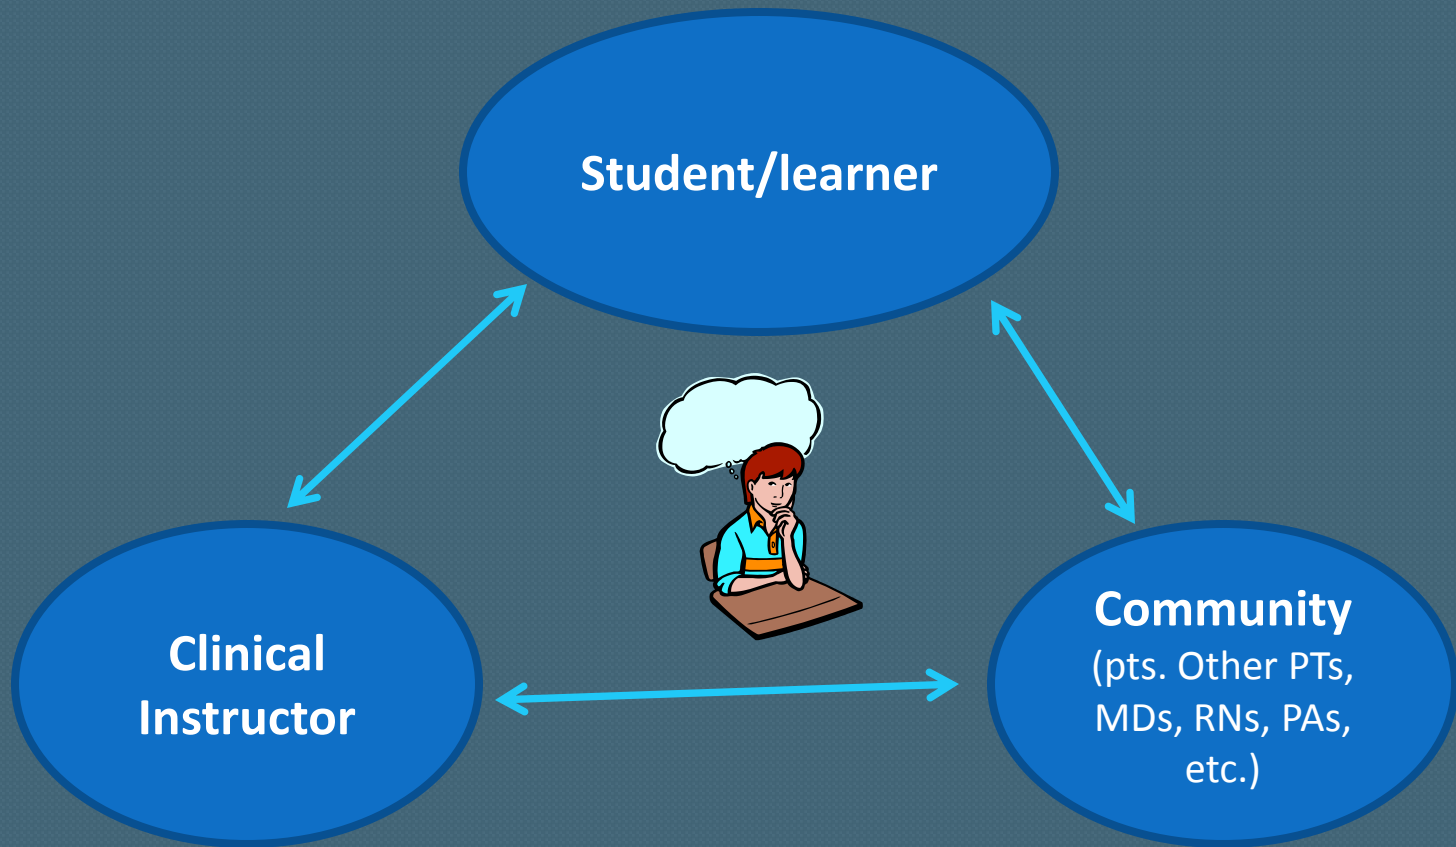 Student/learner
Clinical
Instructor
Community
(pts. Other PTs,
MDs, RNs, PAs,
etc.)